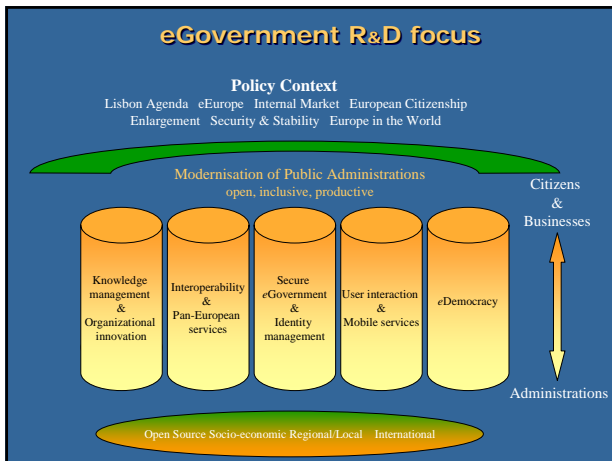 eGovernment R&D focus
Policy Context
Lisbon Agenda eEurope Internal Market European Citizenship
Enlargement Security & Stability Europe in the World
Modernisation of Public Administrations
open, inclusive, productive
Citizens
&
Businesses
Knowledge
management
&
Organizational
innovation
Interoperability
&
Pan-European
services
Secure
eGovernment
&
Identity
management
User interaction
&
Mobile services
eDemocracy
Administrations
Open Source Socio-economic Regional/Local International